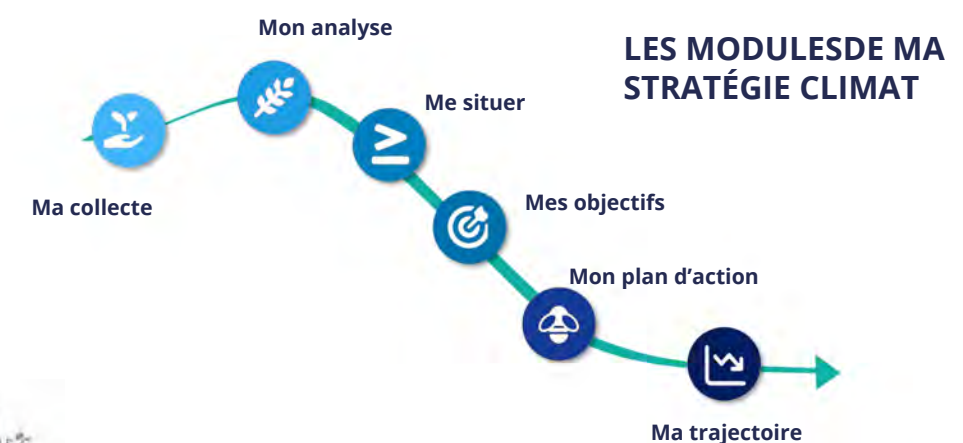 LES MODULESDE MA
STRATÉGIE CLIMAT
Mon analyse
Me situer
Ma collecte
Mes objectifs
Mon plan d’action
Ma trajectoire